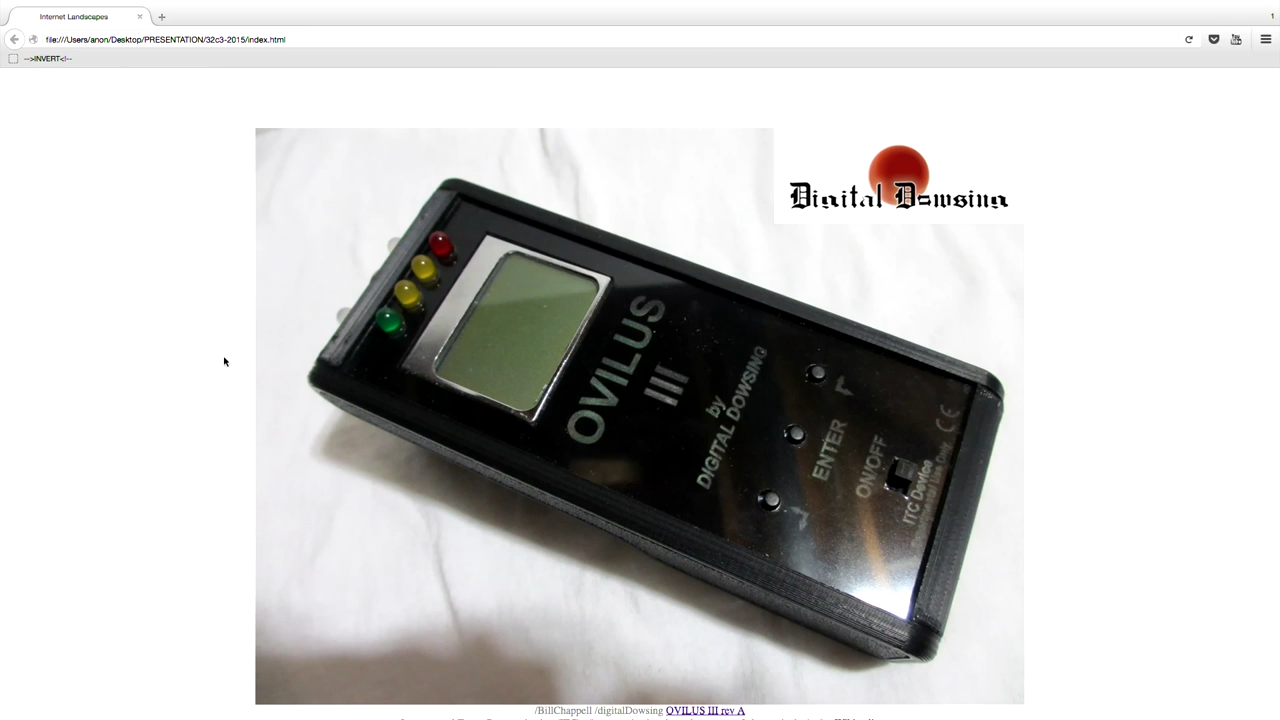 Internet Landscapes
1
file:///Users/anon/Desktop/PRESENTATION/32c3-2015/index.html
-->INVERT<!--
Digital Dowsing
OVILUS
III
by
DIGITAL DOWSING
ENTER
ON/OFF
ITC Device
CE
/BillChappell /digitalDowsing OVILUS III rev A